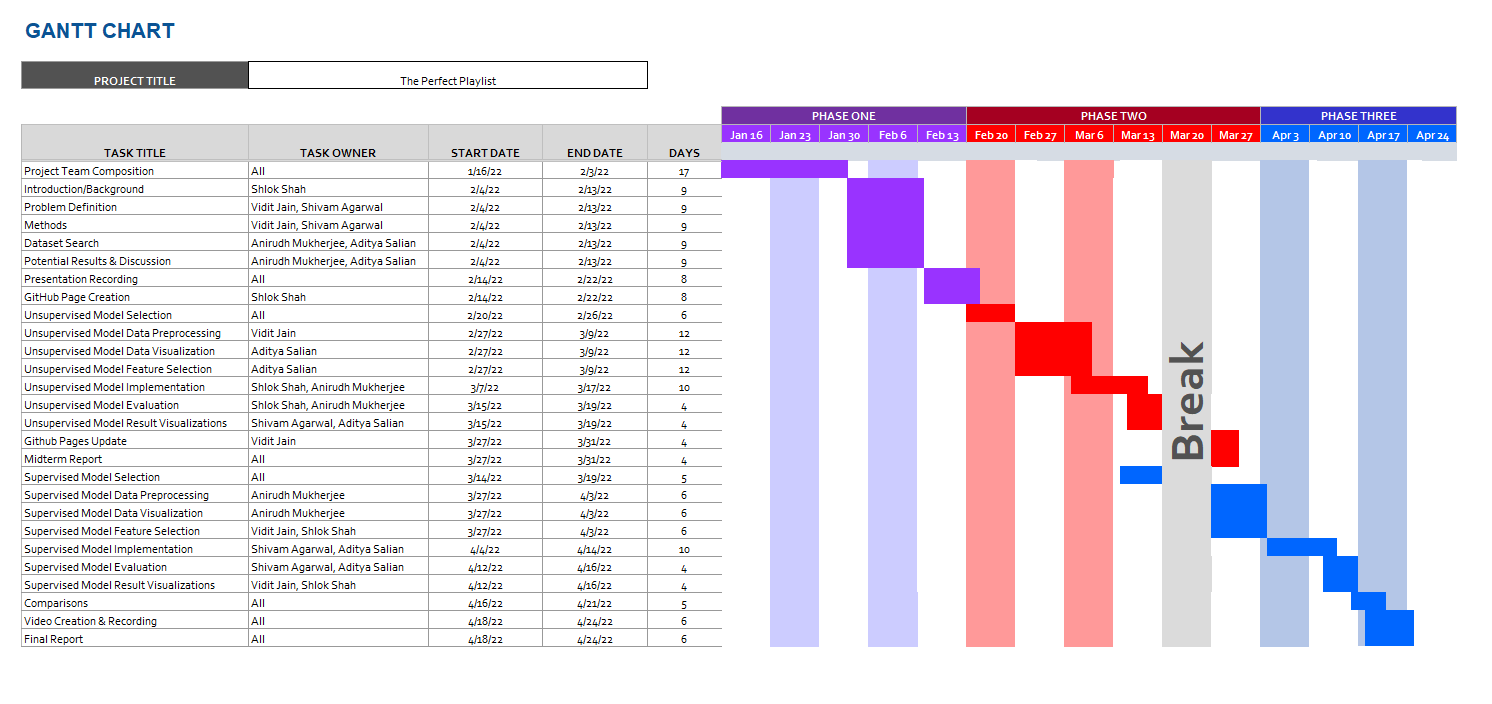 GANTT CHART
PROJECT TITLE The Perfect Playlist
PHASE ONE PHASE TWO PHASE THREE
Jan 16 Jan 23 Jan 30 Feb 6 Feb 13 Feb 20 Feb 27 Mar 6 Mar 13 Mar 20 Mar 27 Apr 3 Apr 10 Apr 17 Apr 24
TASK TITLE TASK OWNER START DATE END DATE DAYS
Project Team Composition All 1/16/22 2/3/22 17
Introduction/Background Shlok Shah 2/4/22 2/13/22 9
Problem Definition Vidit Jain, Shivam Agarwal 2/4/22 2/13/22 9
Methods Vidit Jain, Shivam Agarwal 2/4/22 2/13/22 9
Dataset Search Anirudh Mukherjee, Aditya Salian 2/4/22 2/13/22 9
Potential Results & Discussion Anirudh Mukherjee, Aditya Salian 2/4/22 2/13/22 9
Presentation Recording All 2/14/22 2/22/22 8
GitHub Page Creation Shlok Shah 2/14/22 2/22/22 8
Unsupervised Model Selection All 2/20/22 2/26/22 6
Unsupervised Model Data Preprocessing Vidit Jain 2/27/22 3/9/22 12
Unsupervised Model Data Visualization Aditya Salian 2/27/22 3/9/22 12
Unsupervised Model Feature Selection Aditya Salian 2/27/22 3/9/22 12
Unsupervised Model Implementation Shlok Shah, Anirudh Mukherjee 3/7/22 3/17/22 10
Unsupervised Model Evaluation Shlok Shah, Anirudh Mukherjee 3/15/22 3/19/22 4
Unsupervised Model Result Visualizations Shivam Agarwal, Aditya Salian 3/15/22 3/19/22 4
Github Pages Update Vidit Jain 3/27/22 3/31/22 4
Midterm Report All 3/27/22 3/31/22 4
Supervised Model Selection All 3/14/22 3/19/22 5
Supervised Model Data Preprocessing Anirudh Mukherjee 3/27/22 4/3/22 6
Supervised Model Data Visualization Anirudh Mukherjee 3/27/22 4/3/22 6
Supervised Model Feature Selection Vidit Jain, Shlok Shah 3/27/22 4/3/22 6
Supervised Model Implementation Shivam Agarwal, Aditya Salian 4/4/22 4/14/22 10
Supervised Model Evaluation Shivam Agarwal, Aditya Salian 4/12/22 4/16/22 4
Supervised Model Result Visualizations Vidit Jain, Shlok Shah 4/12/22 4/16/22 4
Comparisons All 4/16/22 4/21/22 5
Video Creation & Recording All 4/18/22 4/24/22 6
Final Report All 4/18/22 4/24/22 6
Break